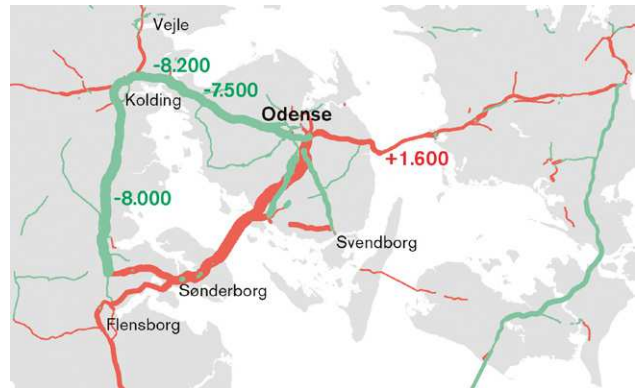 Vejle
-8.200
Kolding
-7.500
Odense
+1.600
-8.000
Svendborg
Sønderborg
Flensborg